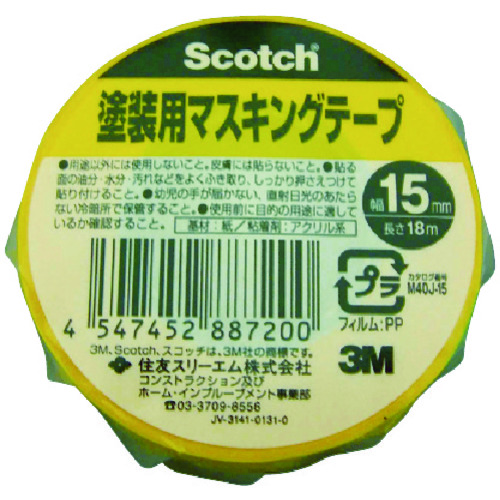 Scotch
塗装用マスキングテープ
●用途以外には使用しないこと。皮膚には貼らないこと。●貼る
面の油分・水分・汚れなどをよくふき取り、しっかり押さえつけて
貼り付けること。●幼児の手が届かない、直射日光のあたら
ない冷暗所で保管すること。●使用前に目的の用途に適して
いるか確認すること。
基材:紙/粘着剤:アクリル系
幅15mm
長さ18m
プラ
カタログ番号
M40J-15
フィルム:PP
4 547452 887200
3M、Scotch、スコッチは、3M社の商標です。
住友スリーエム株式会社
コンストラクション及び
ホーム・インプルーブメント事業部
☎03-3709-8556
JV-3141-0131-0
3M